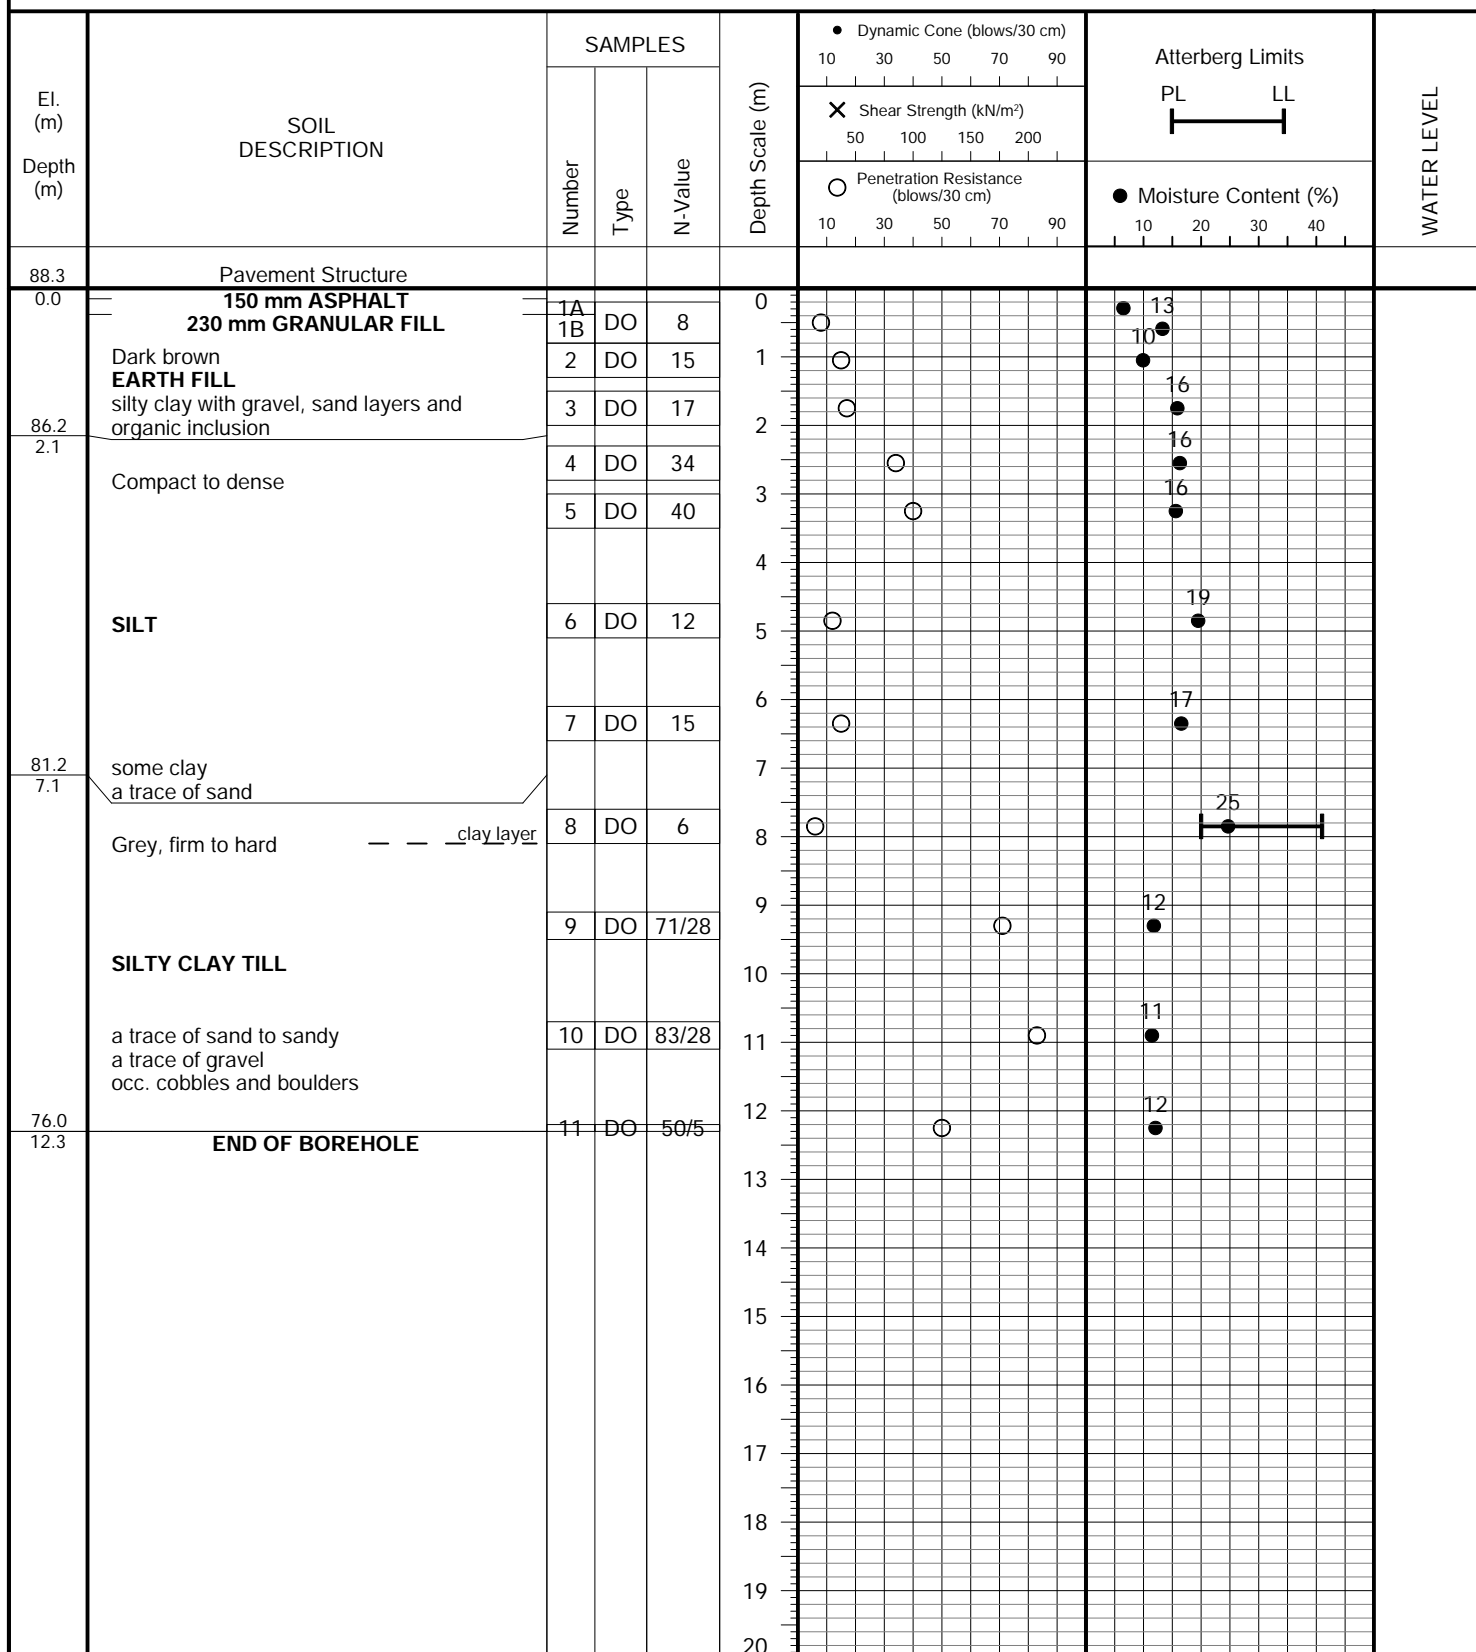 El.
(m)
Depth
(m)
SOIL
DESCRIPTION
SAMPLES
Number
Type
N-Value
Depth Scale (m)
Dynamic Cone (blows/30 cm)
10 30 50 70 90
Shear Strength (kN/m²)
50 100 150 200
Penetration Resistance
(blows/30 cm)
10 30 50 70 90
Atterberg Limits
PL LL
Moisture Content (%)
10 20 30 40
WATER LEVEL
88.3 Pavement Structure
0.0 150 mm ASPHALT 0
1A 13
230 mm GRANULAR FILL 1B DO 8
10
Dark brown 2 DO 15 1
EARTH FILL
16
silty clay with gravel, sand layers and 3 DO 17
86.2 organic inclusion 2
2.1 16
4 DO 34
Compact to dense
3 16
5 DO 40
4
19
SILT 6 DO 12
5
6 17
7 DO 15
81.2 some clay 7
7.1 a trace of sand
25
clay layer 8 DO 6
Grey, firm to hard 8
9 12
9 DO 71/28
SILTY CLAY TILL
10
11
a trace of sand to sandy 10 DO 83/28
11
a trace of gravel
occ. cobbles and boulders
12 12
76.0 11 DO 50/5
12.3 END OF BOREHOLE
13
14
15
16
17
18
19
20